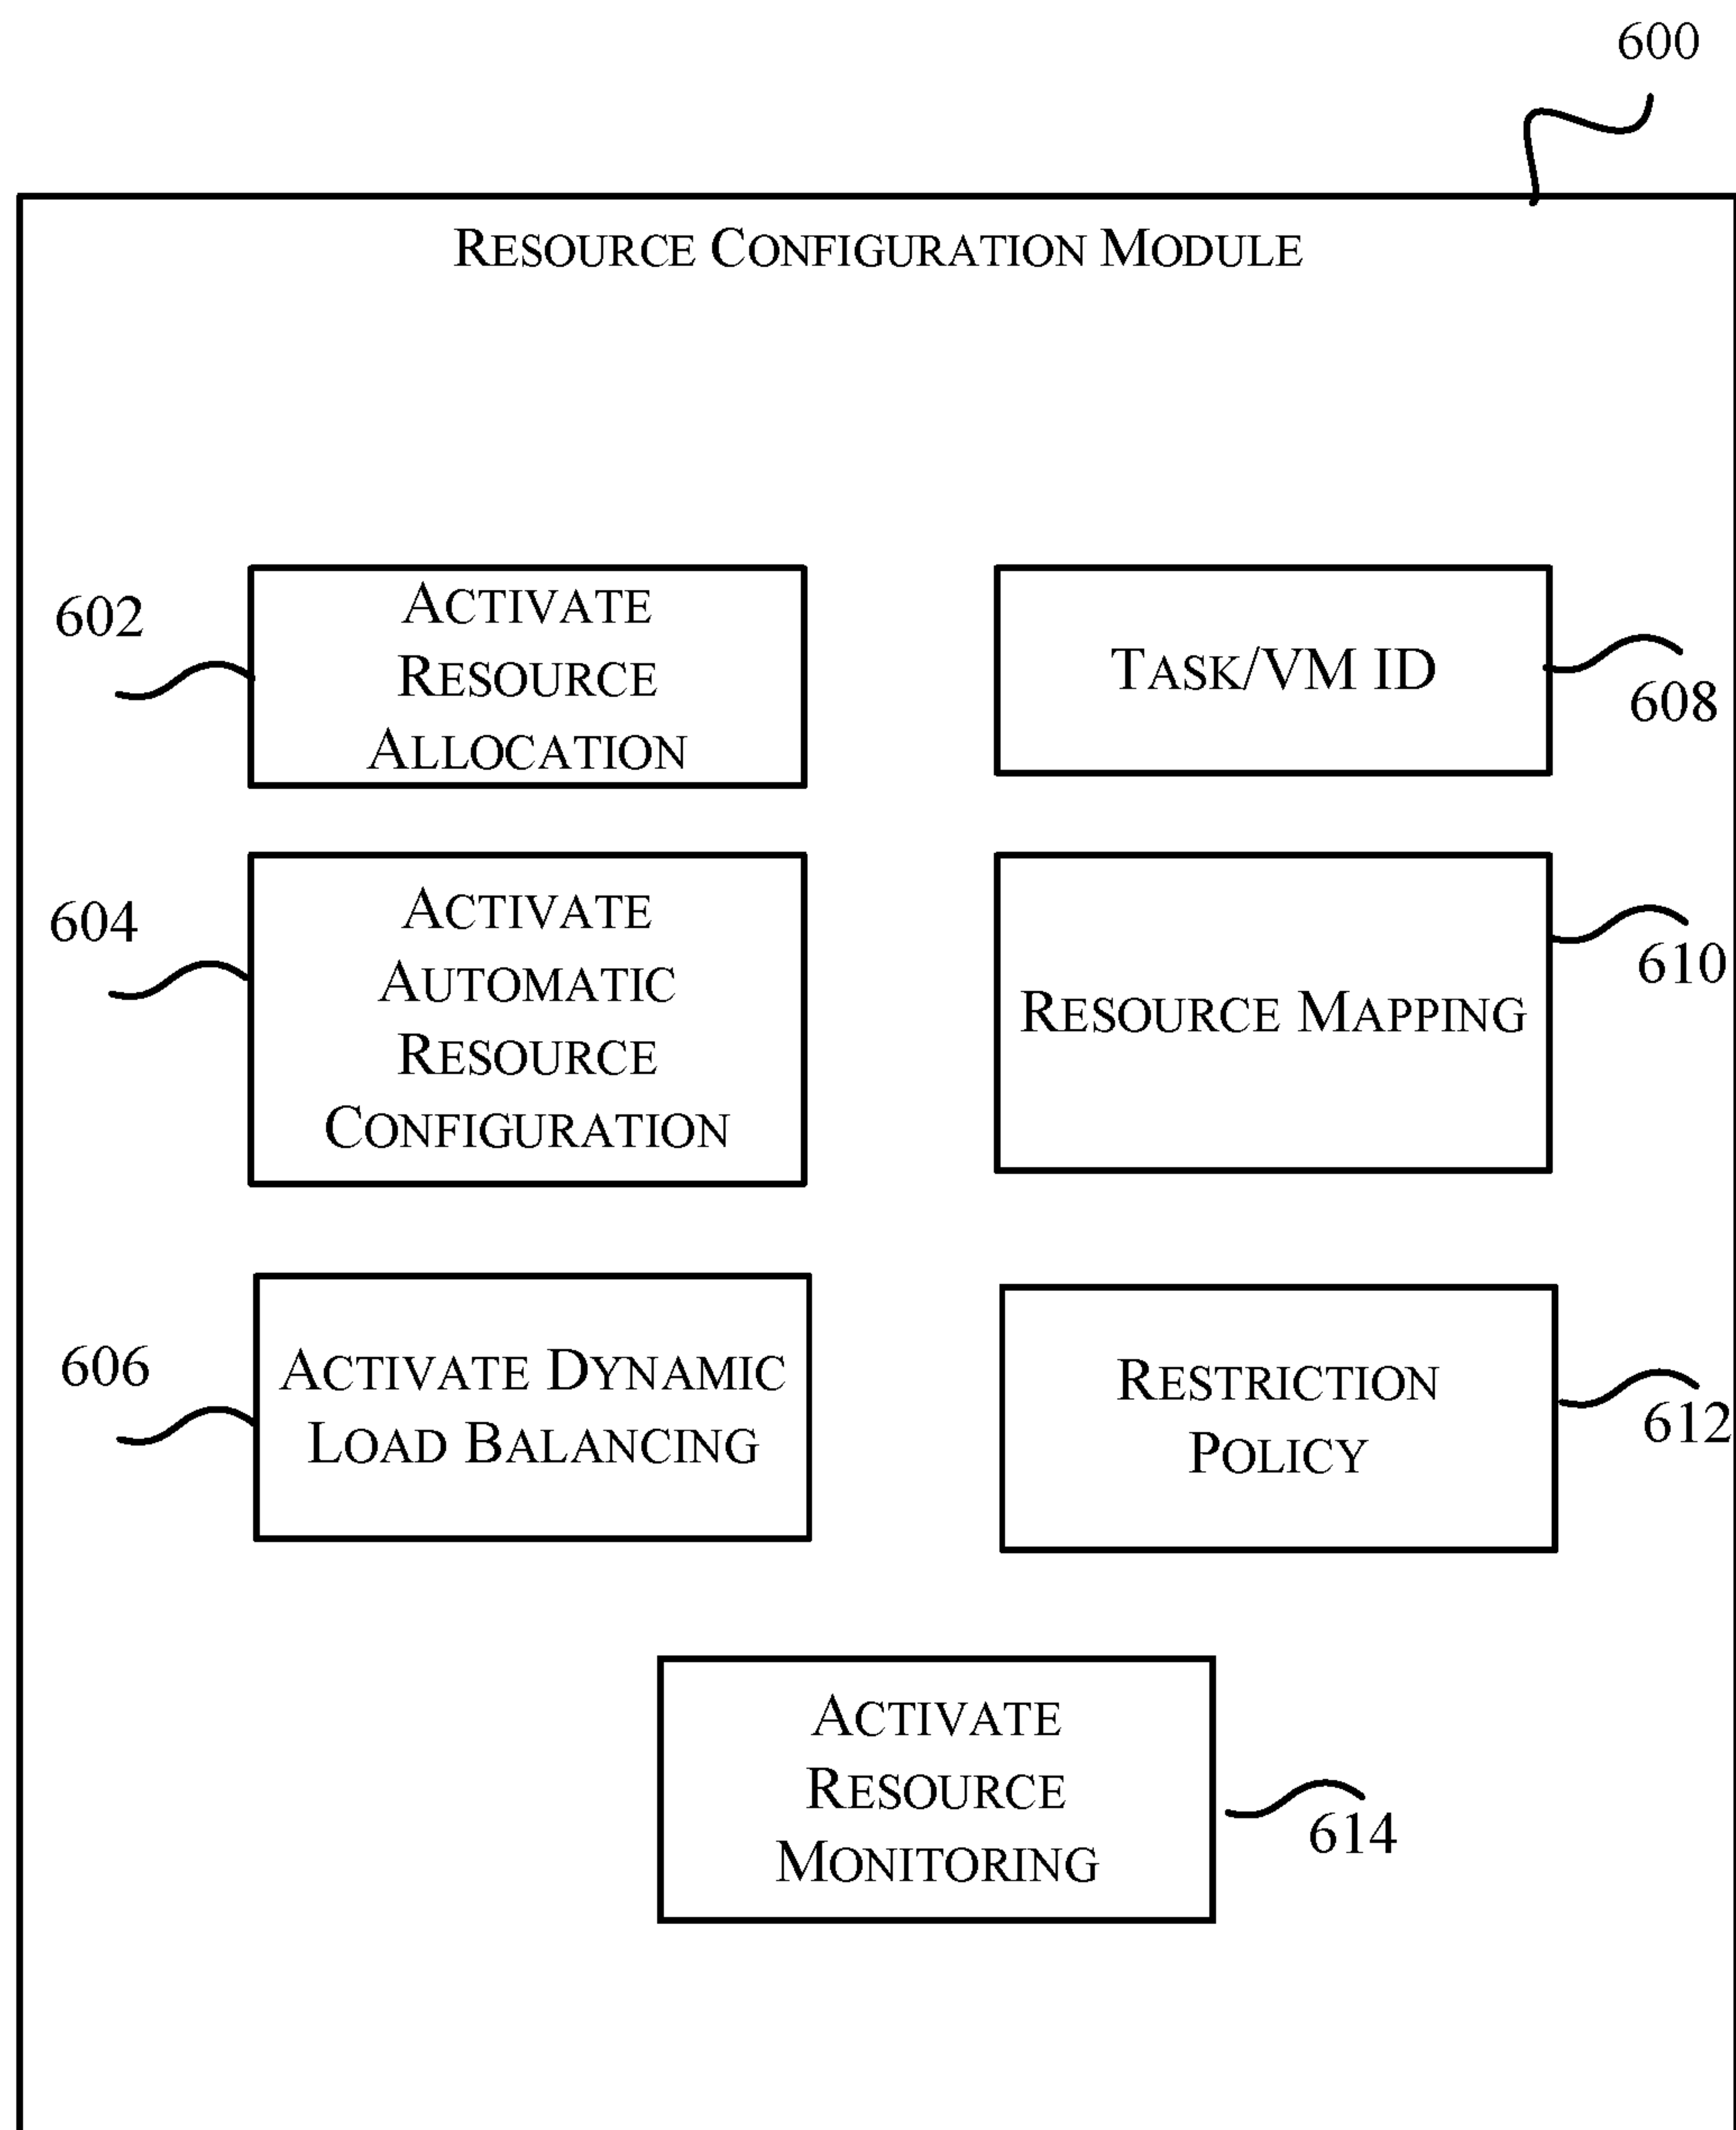 600
RESOURCE CONFIGURATION MODULE
602
ACTIVATE
RESOURCE
ALLOCATION
TASK/VM ID
608
604
ACTIVATE
AUTOMATIC
RESOURCE
CONFIGURATION
RESOURCE MAPPING
610
606
ACTIVATE DYNAMIC
LOAD BALANCING
RESTRICTION
POLICY
612
ACTIVATE
RESOURCE
MONITORING
614